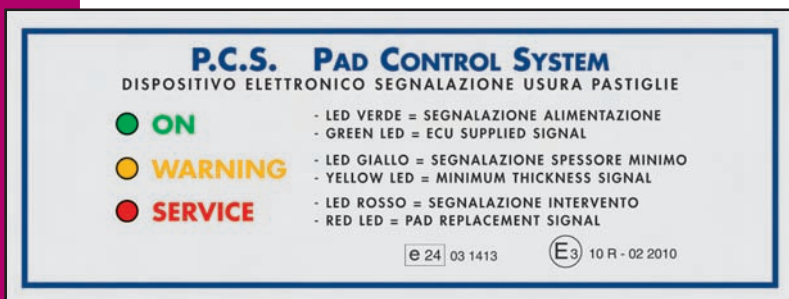 P.C.S. PAD CONTROL SYSTEM
DISPOSITIVO ELETTRONICO SEGNALAZIONE USURA PASTIGLIE
ON
- LED VERDE = SEGNALAZIONE ALIMENTAZIONE
- GREEN LED = ECU SUPPLIED SIGNAL
WARNING
- LED GIALLO = SEGNALAZIONE SPESSORE MINIMO
- YELLOW LED = MINIMUM THICKNESS SIGNAL
SERVICE
- LED ROSSO = SEGNALAZIONE INTERVENTO
- RED LED = PAD REPLACEMENT SIGNAL
e 24 03 1413 E3 10 R - 02 2010